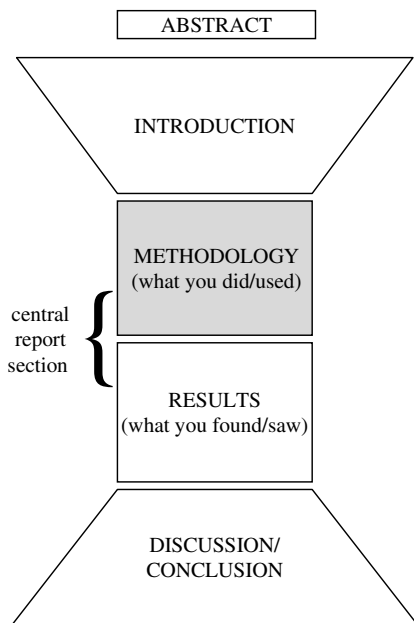 ABSTRACT
INTRODUCTION
METHODOLOGY
(what you did/used)
central
report
section
RESULTS
(what you found/saw)
DISCUSSION/
CONCLUSION